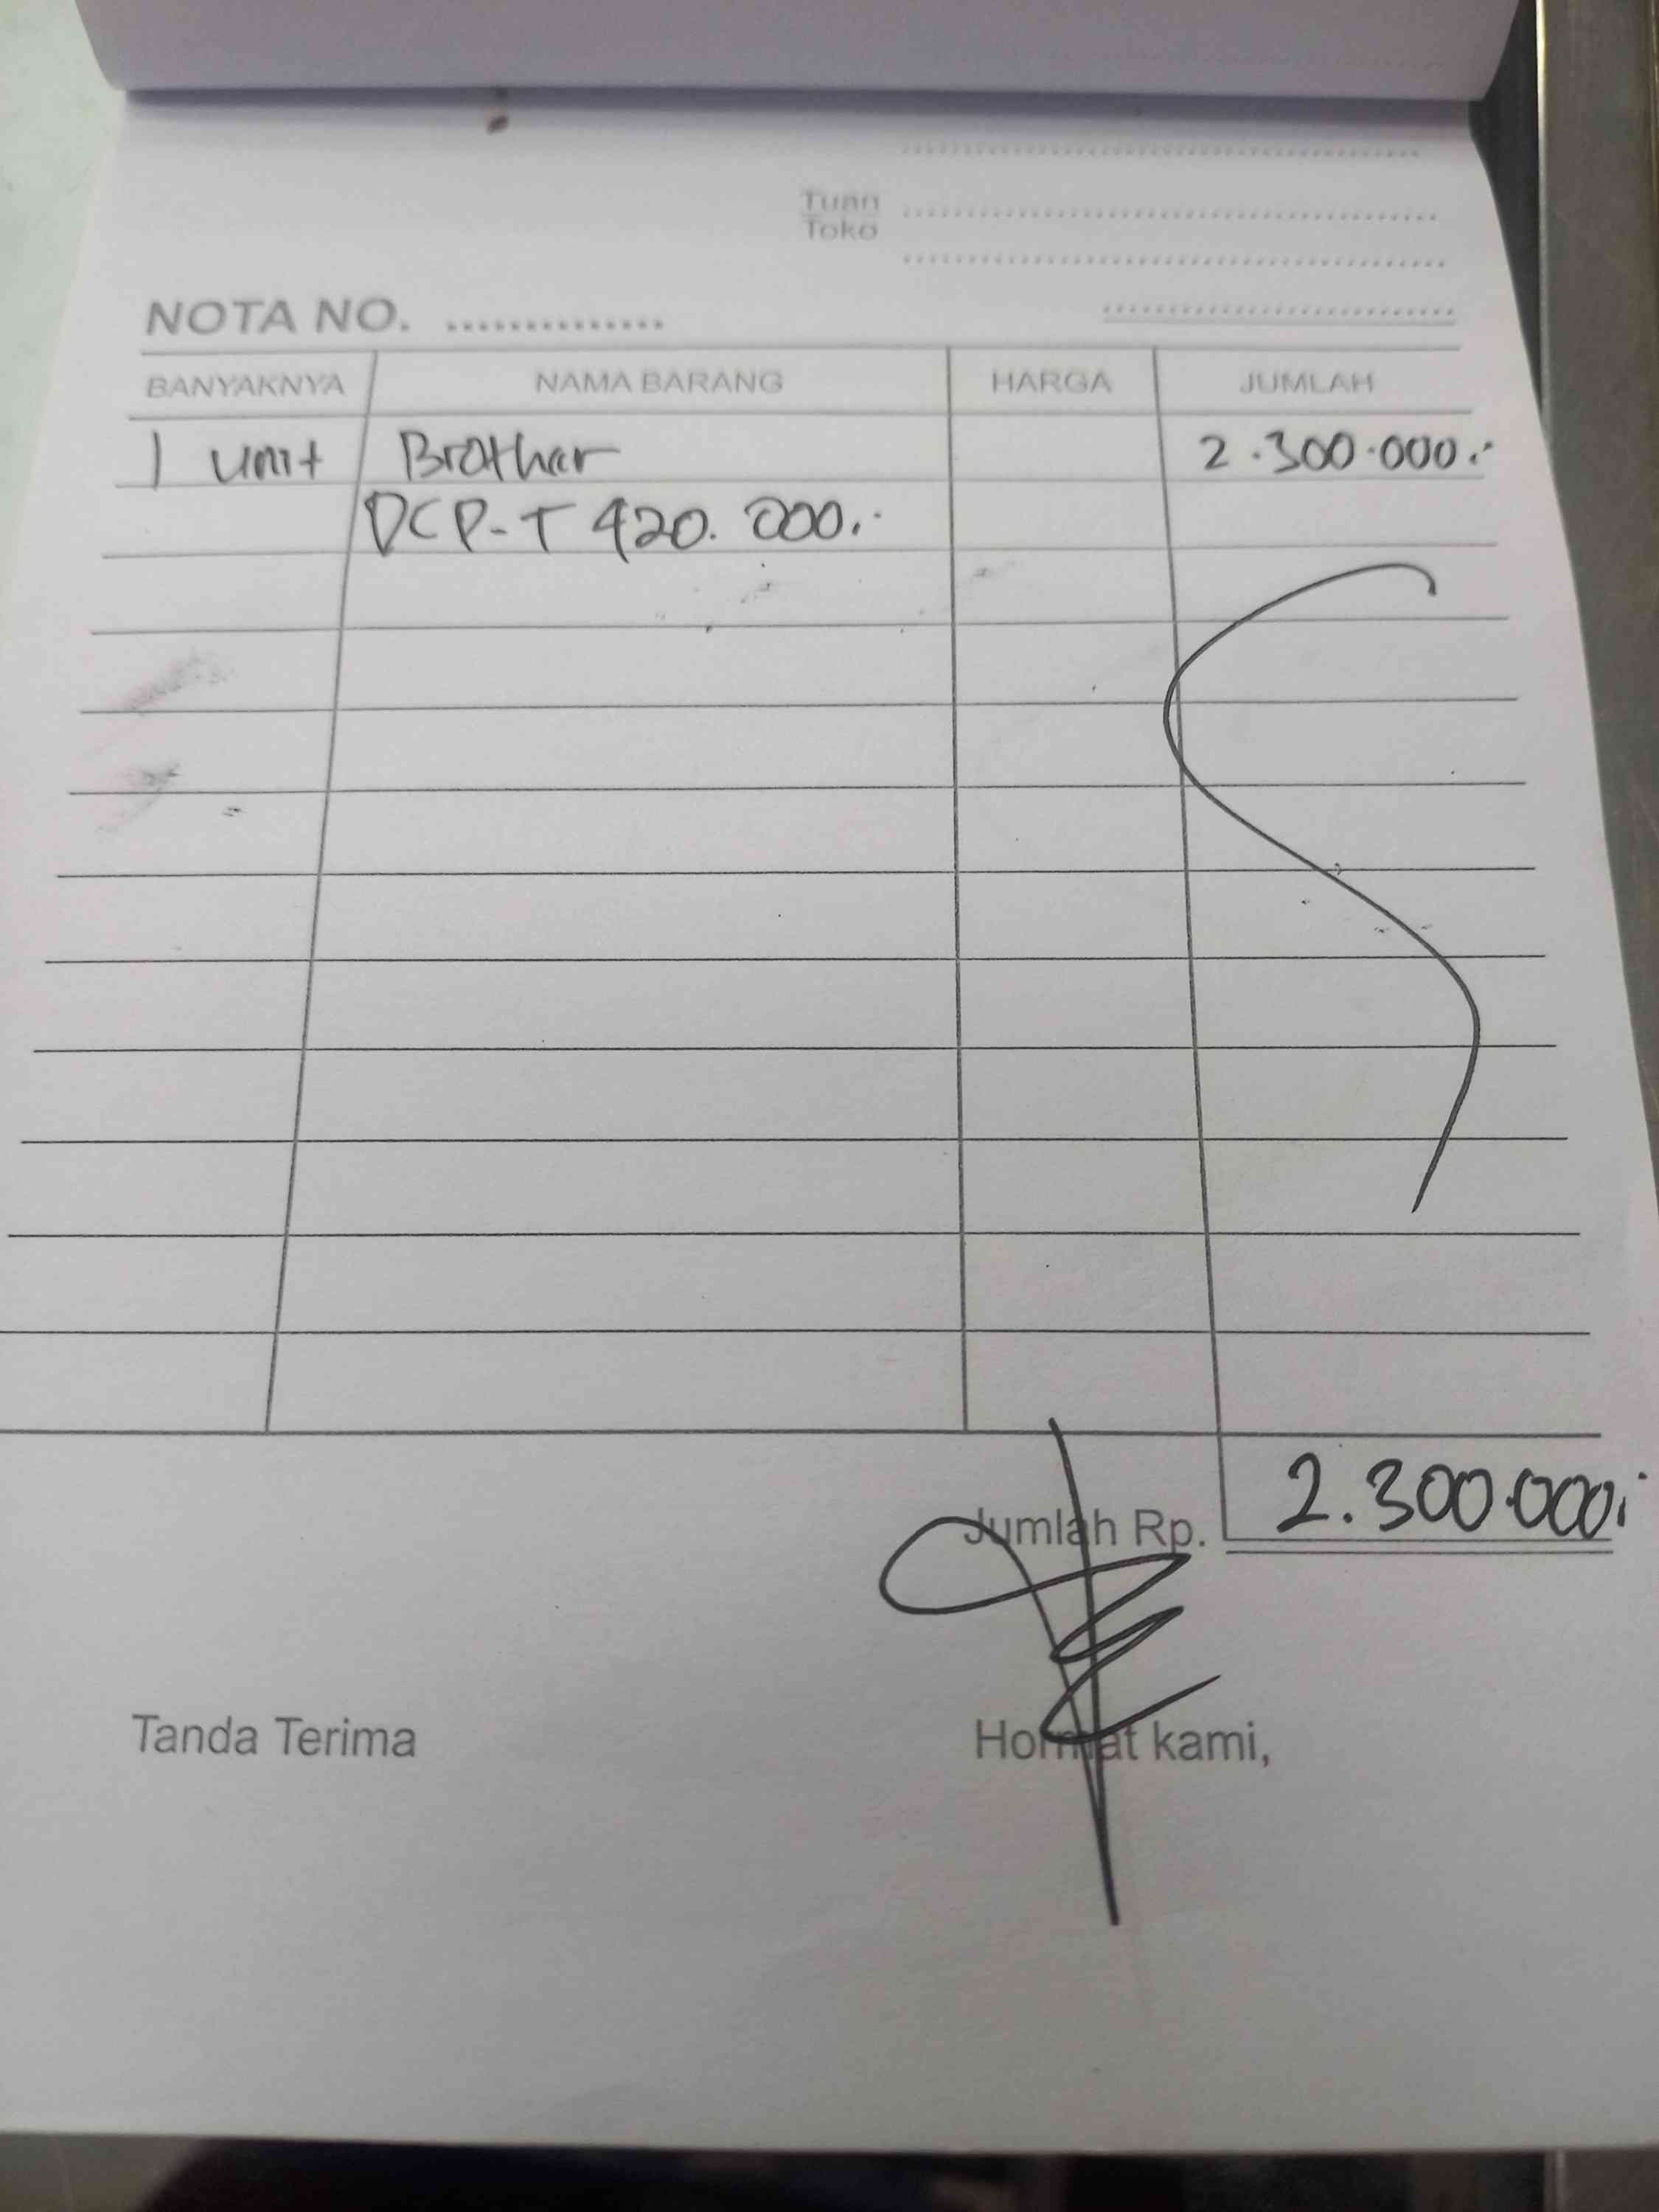 Tuan
Toko
NOTA NO. ..............
BANYAKNYA NAMA BARANG HARGA JUMLAH
1 unit Brother 2.300.000.-
DCP-T 420. 000.-
Jumlah Rp. 2.300.000.-
Tanda Terima Hormat kami,